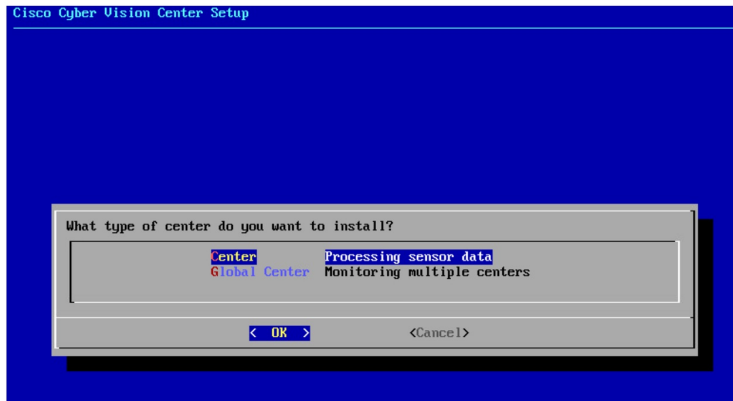 Cisco Cyber Vision Center Setup
What type of center do you want to install?
Center Processing sensor data
Global Center Monitoring multiple centers
< OK > <Cancel>